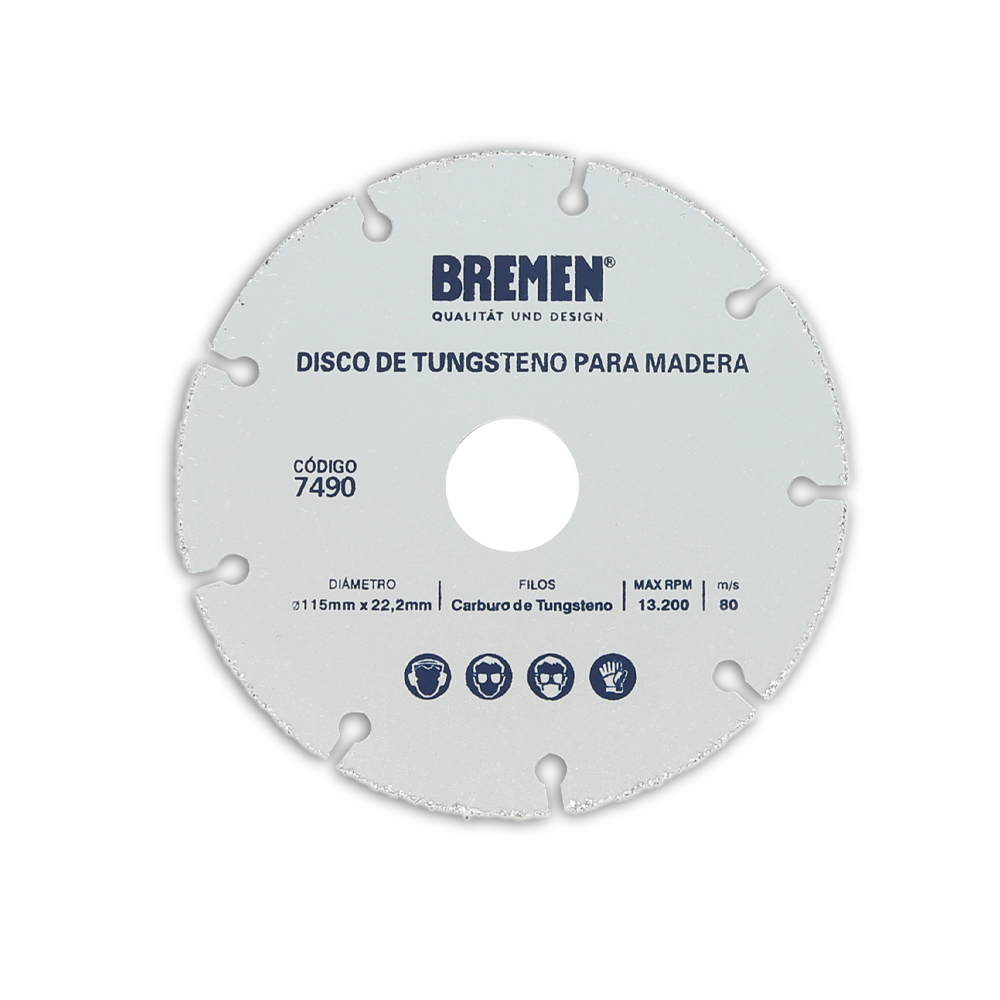 BREMEN®
QUALITÄT UND DESIGN.
DISCO DE TUNGSTENO PARA MADERA
CÓDIGO
7490
DIÁMETRO FILOS MAX RPM m/s
ø115mm x 22,2mm Carburo de Tungsteno 13.200 80